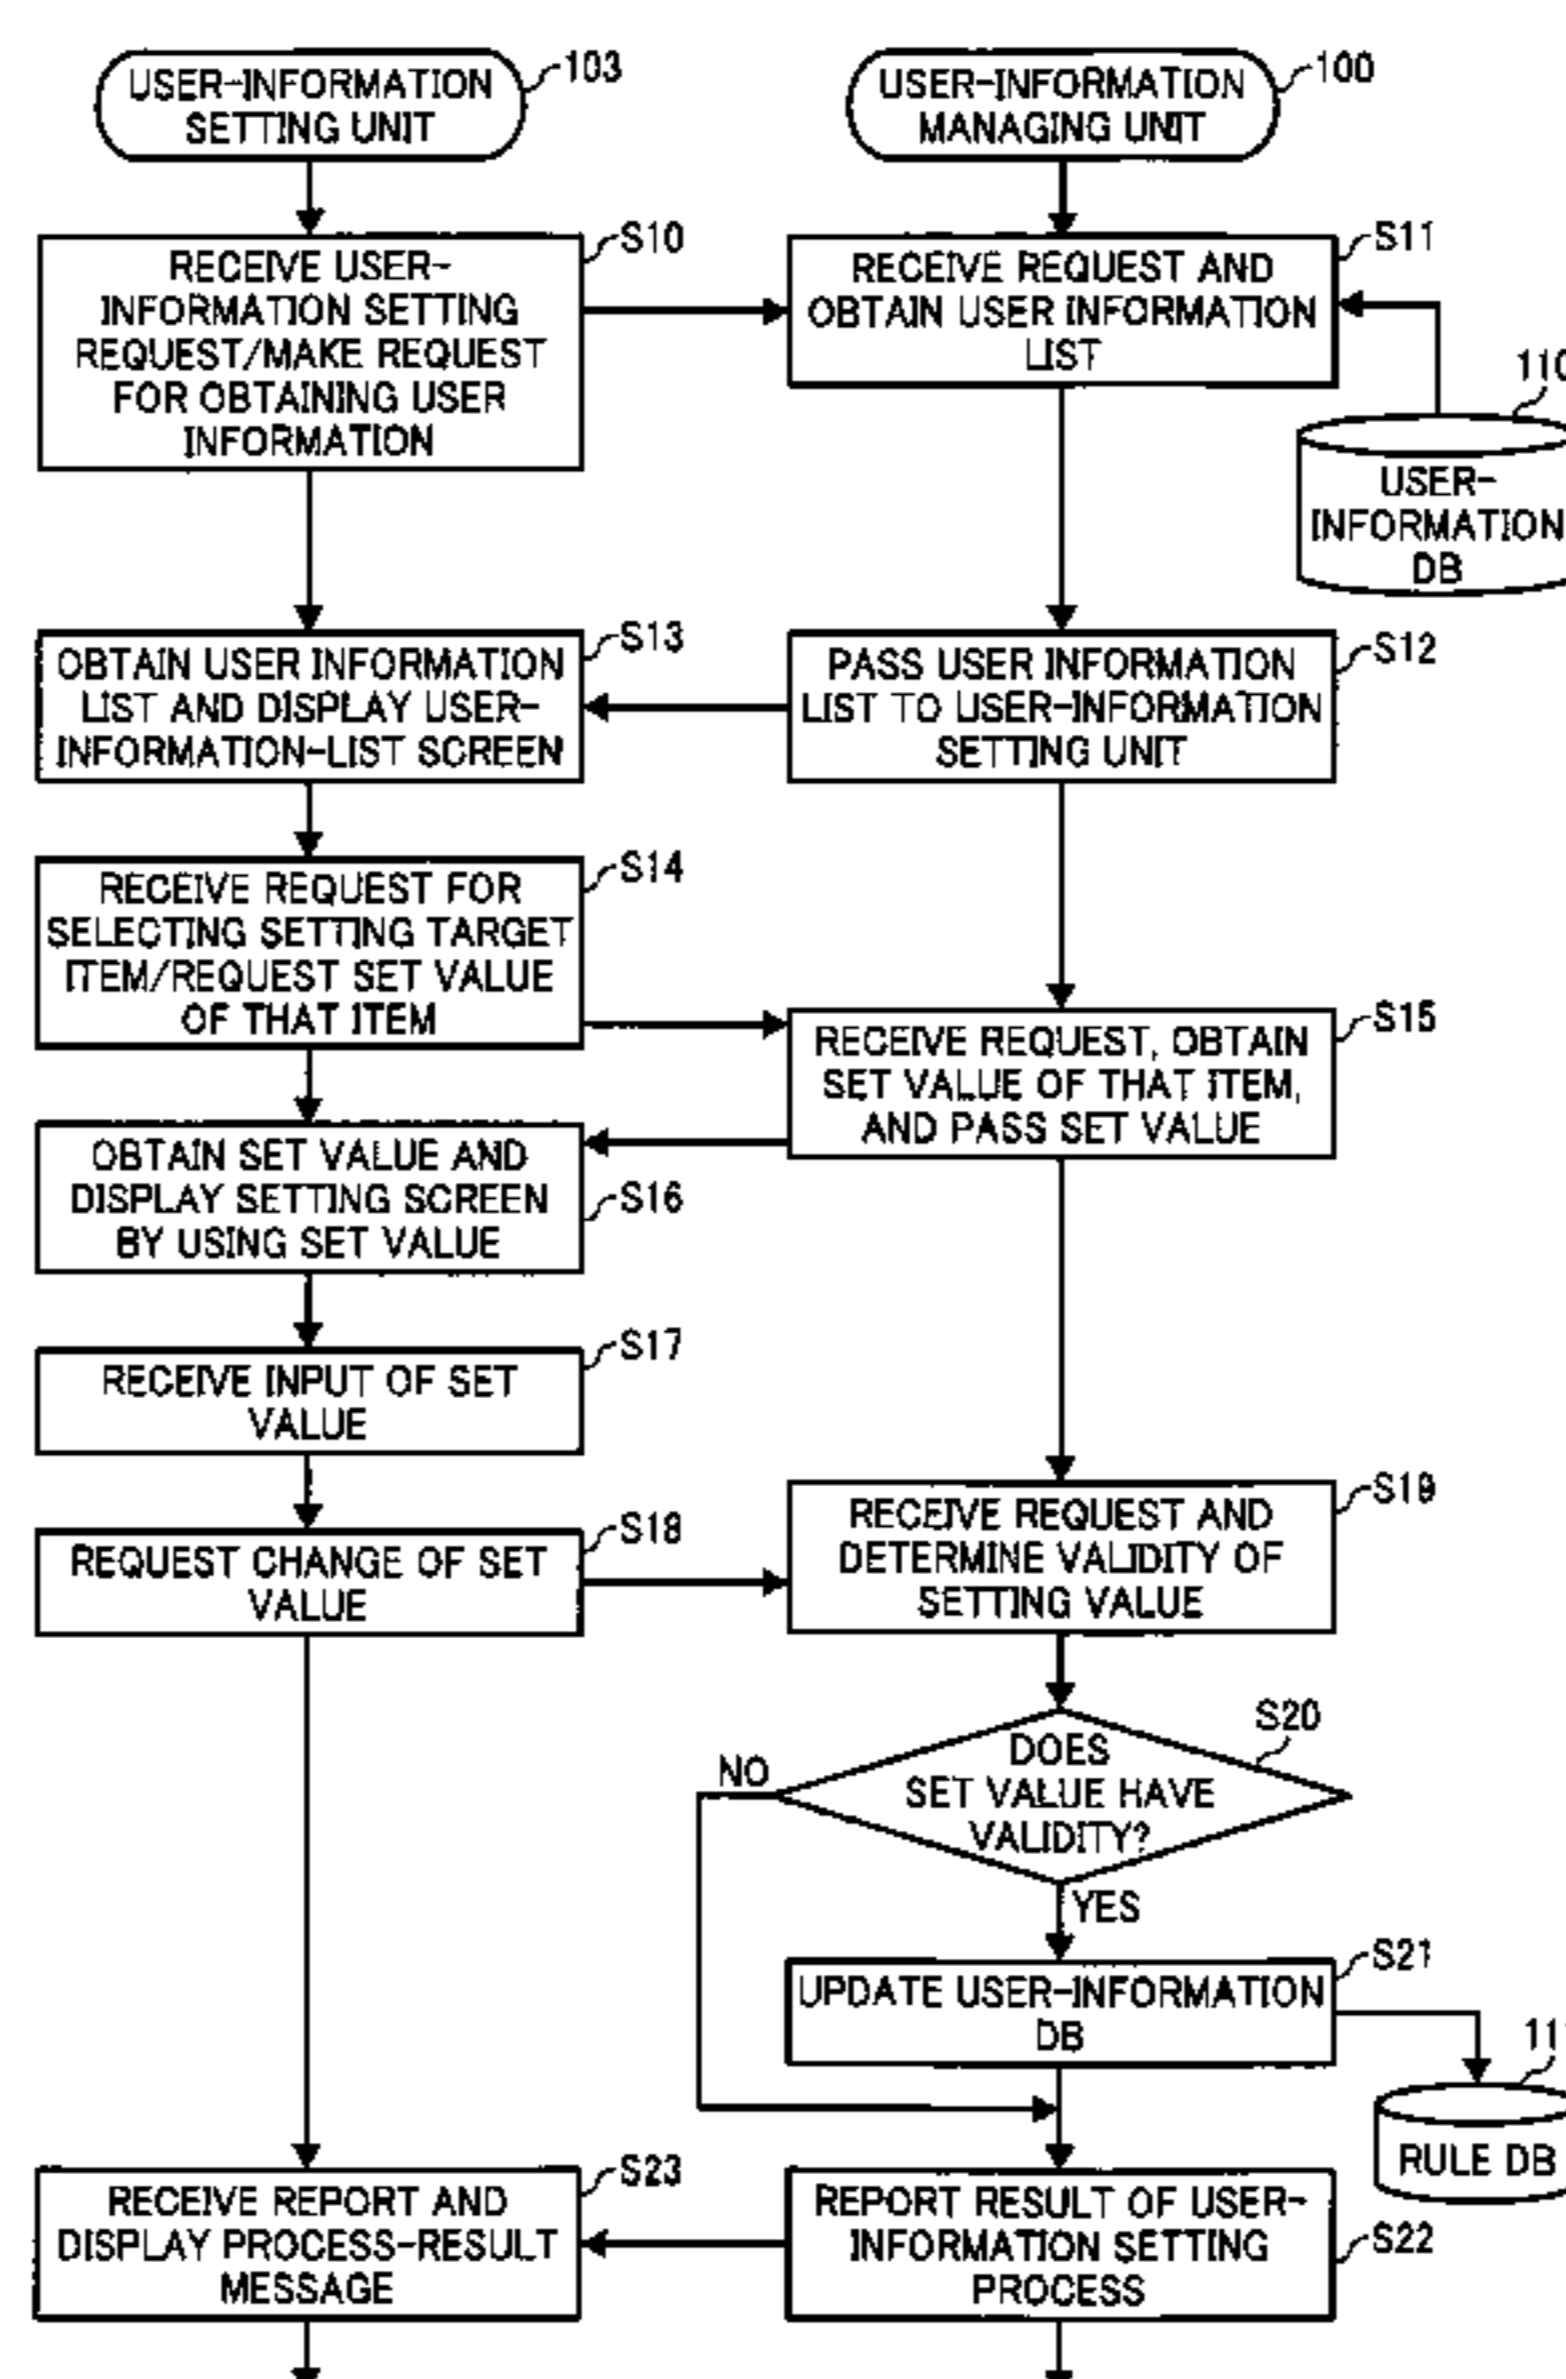 USER-INFORMATION
SETTING UNIT
103
USER-INFORMATION
MANAGING UNIT
100
RECEIVE USER-
INFORMATION SETTING
REQUEST/MAKE REQUEST
FOR OBTAINING USER
INFORMATION
S10
RECEIVE REQUEST AND
OBTAIN USER INFORMATION
LIST
S11
110
USER-
INFORMATION
DB
OBTAIN USER INFORMATION
LIST AND DISPLAY USER-
INFORMATION-LIST SCREEN
S13
PASS USER INFORMATION
LIST TO USER-INFORMATION
SETTING UNIT
S12
RECEIVE REQUEST FOR
SELECTING SETTING TARGET
ITEM/REQUEST SET VALUE
OF THAT ITEM
S14
RECEIVE REQUEST, OBTAIN
SET VALUE OF THAT ITEM,
AND PASS SET VALUE
S15
OBTAIN SET VALUE AND
DISPLAY SETTING SCREEN
BY USING SET VALUE
S16
RECEIVE INPUT OF SET
VALUE
S17
REQUEST CHANGE OF SET
VALUE
S18
RECEIVE REQUEST AND
DETERMINE VALIDITY OF
SETTING VALUE
S19
DOES
SET VALUE HAVE
VALIDITY?
S20
NO
YES
UPDATE USER-INFORMATION
DB
S21
RULE DB
RECEIVE REPORT AND
DISPLAY PROCESS-RESULT
MESSAGE
S23
REPORT RESULT OF USER-
INFORMATION SETTING
PROCESS
S22